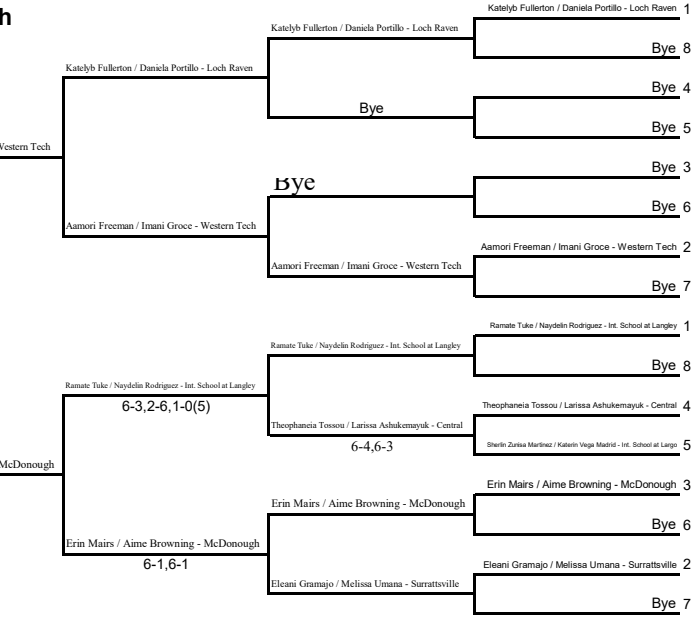 h
Katelyb Fullerton / Daniela Portillo - Loch Raven 1
Katelyb Fullerton / Daniela Portillo - Loch Raven
Bye 8
Katelyb Fullerton / Daniela Portillo - Loch Raven
Bye 4
Bye
Bye 5
Western Tech
Bye 3
Bye
Bye 6
Aamori Freeman / Imani Groce - Western Tech
Aamori Freeman / Imani Groce - Western Tech 2
Aamori Freeman / Imani Groce - Western Tech
Bye 7
Ramate Tuke / Naydelin Rodriguez - Int. School at Langley 1
Ramate Tuke / Naydelin Rodriguez - Int. School at Langley
Bye 8
Ramate Tuke / Naydelin Rodriguez - Int. School at Langley
6-3,2-6,1-0(5)
Theophaneia Tossou / Larissa Ashukemayuk - Central 4
Theophaneia Tossou / Larissa Ashukemayuk - Central
6-4,6-3
Sherlin Zunisa Martinez / Katerin Vega Madrid - Int. School at Largo 5
McDonough
Erin Mairs / Aime Browning - McDonough 3
Erin Mairs / Aime Browning - McDonough
Bye 6
Erin Mairs / Aime Browning - McDonough
6-1,6-1
Eleani Gramajo / Melissa Umana - Surrattsville 2
Eleani Gramajo / Melissa Umana - Surrattsville
Bye 7